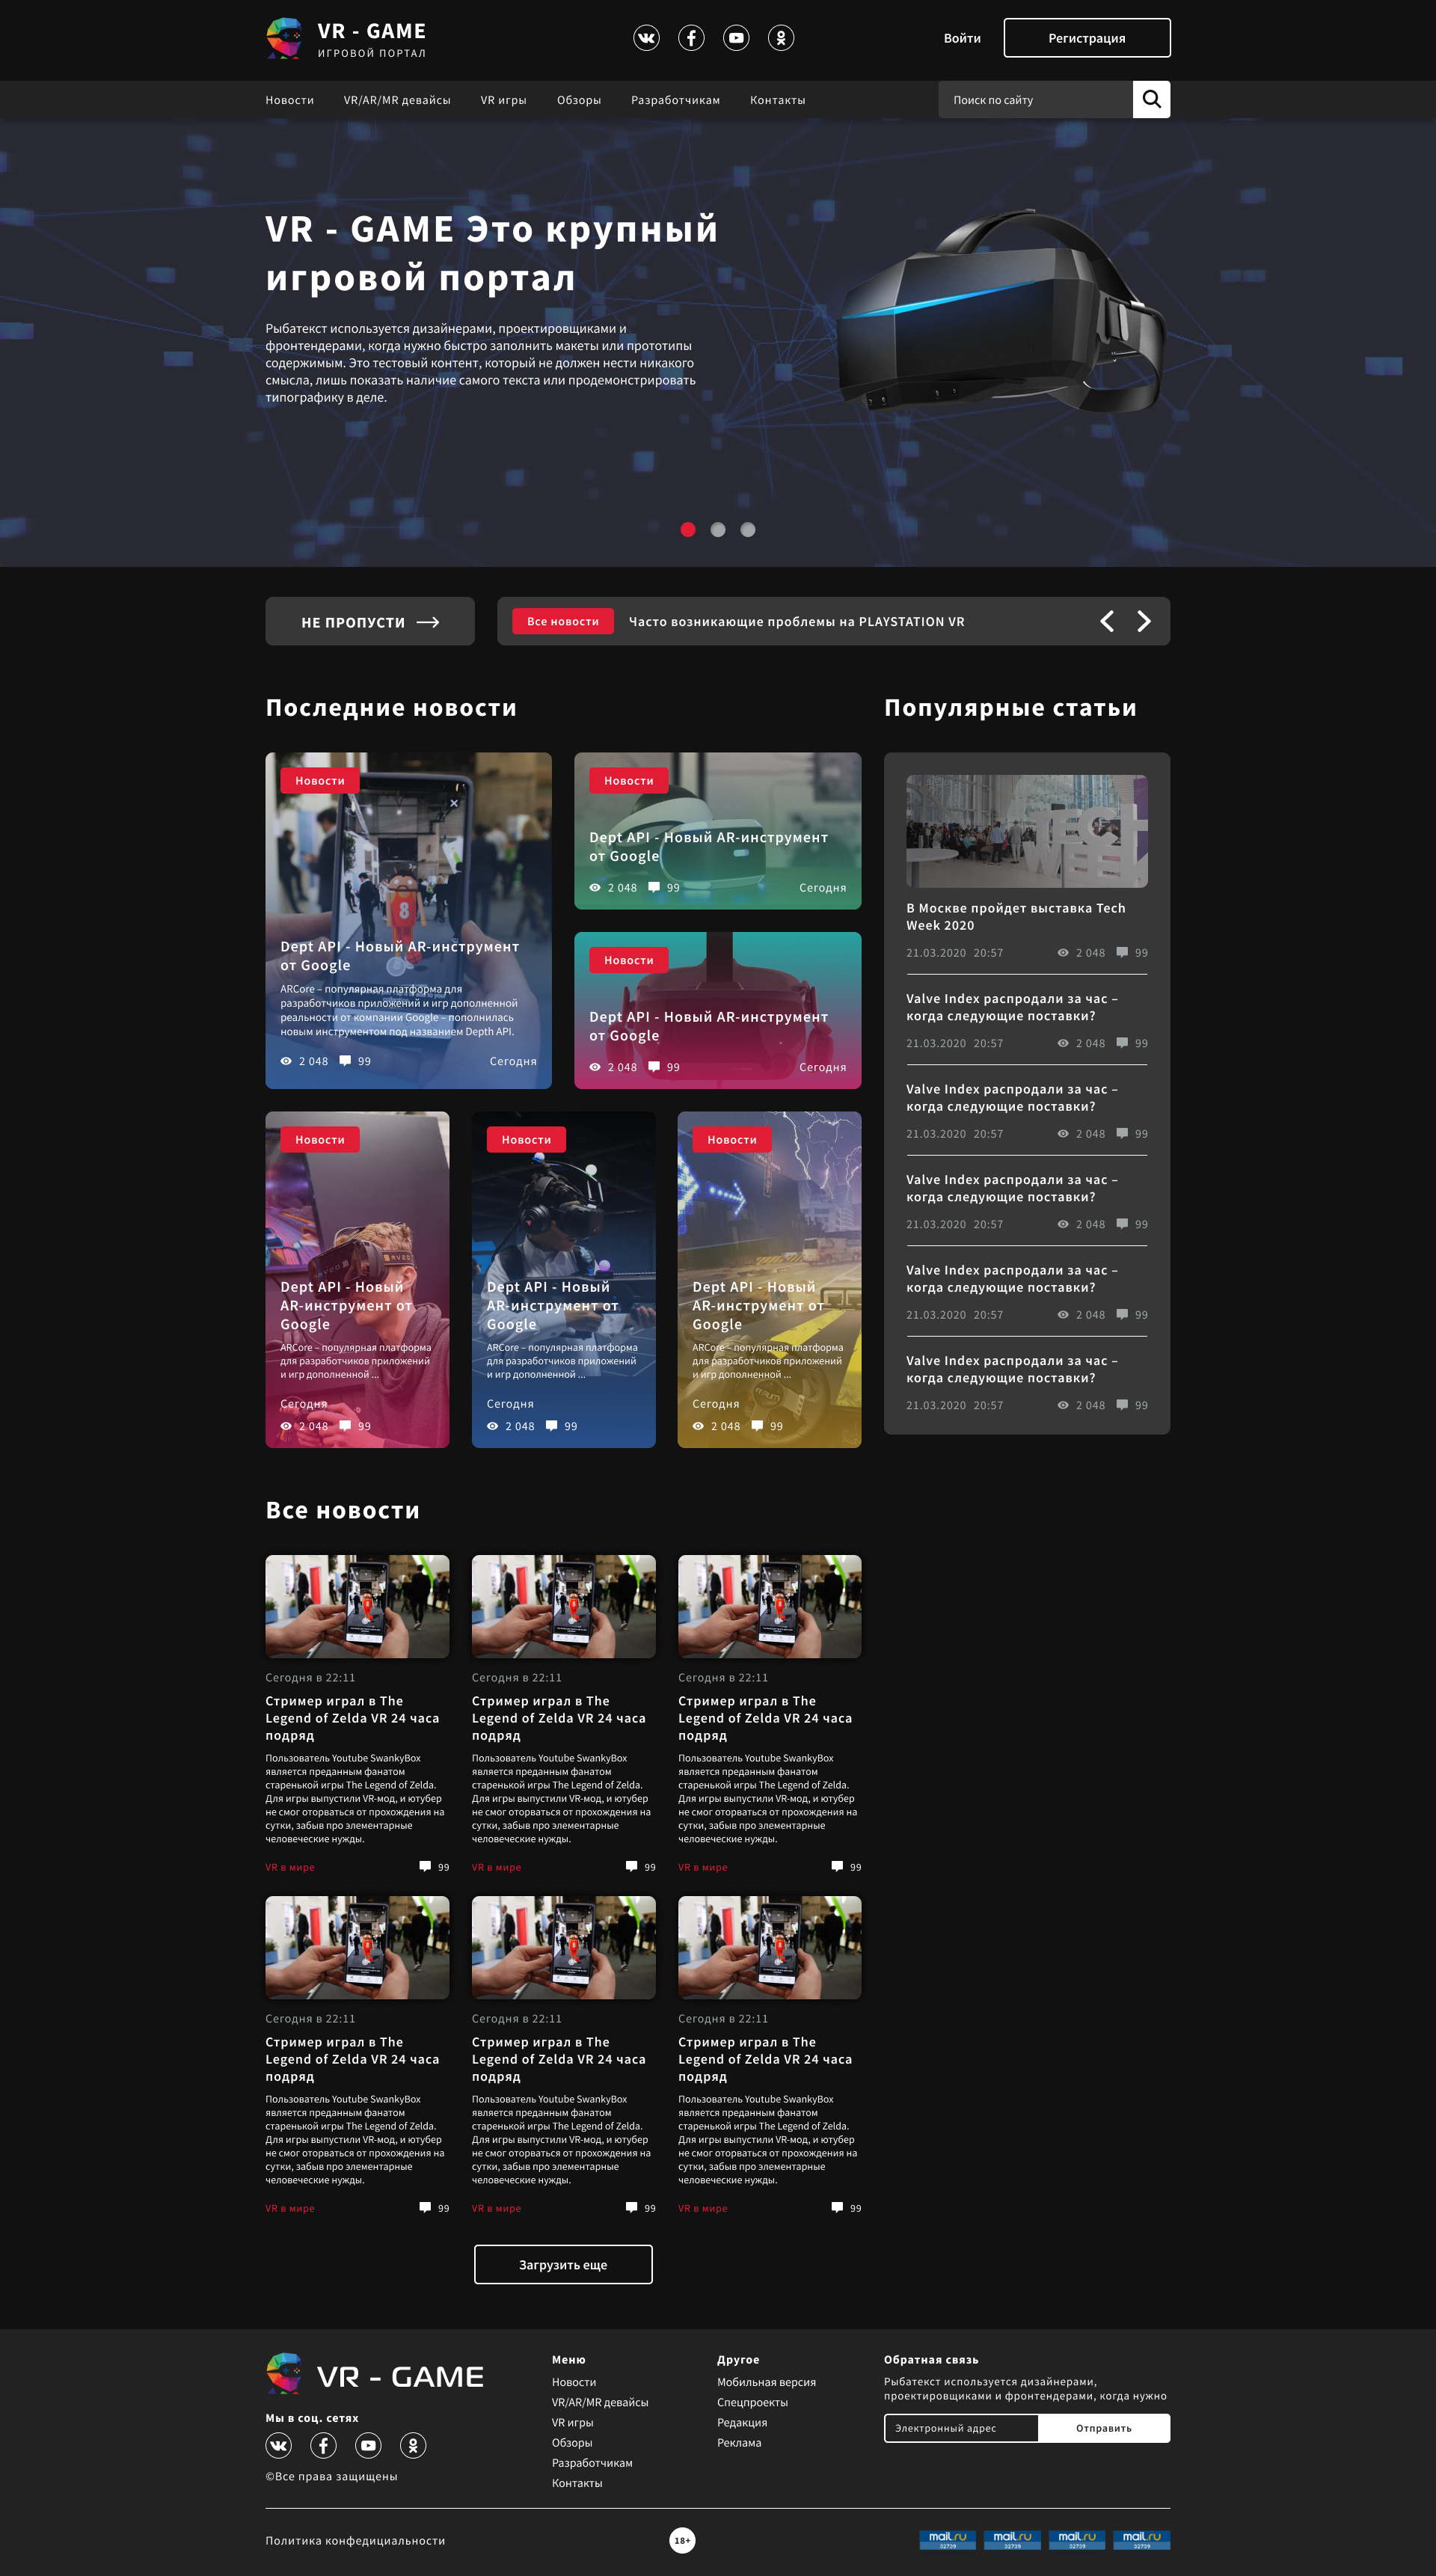 VR - GAME
ИГРОВОЙ ПОРТАЛ
Войти
Регистрация
Новости
VR/AR/MR девайсы
VR игры
Обзоры
Разработчикам
Контакты
Поиск по сайту
VR - GAME Это крупный
игровой портал
Рыбатекст используется дизайнерами, проектировщиками и
фронтендерами, когда нужно быстро заполнить макеты или прототипы
содержимым. Это тестовый контент, который не должен нести никакого
смысла, лишь показать наличие самого текста или продемонстрировать
типографику в деле.
НЕ ПРОПУСТИ
Все новости
Часто возникающие проблемы на PLAYSTATION VR
Последние новости
Новости
Dept API - Новый AR-инструмент
от Google
ARCore – популярная платформа для
разработчиков приложений и игр дополненной
реальности от компании Google – пополнилась
новым инструментом под названием Depth API.
2 048
99
Сегодня
Новости
Dept API - Новый AR-инструмент
от Google
2 048
99
Сегодня
Новости
Dept API - Новый AR-инструмент
от Google
2 048
99
Сегодня
Новости
Dept API - Новый
AR-инструмент от
Google
ARCore – популярная платформа
для разработчиков приложений
и игр дополненной ...
Сегодня
2 048
99
Новости
Dept API - Новый
AR-инструмент от
Google
ARCore – популярная платформа
для разработчиков приложений
и игр дополненной ...
Сегодня
2 048
99
Новости
Dept API - Новый
AR-инструмент от
Google
ARCore – популярная платформа
для разработчиков приложений
и игр дополненной ...
Сегодня
2 048
99
Популярные статьи
TECH
В Москве пройдет выставка Tech
Week 2020
21.03.2020 20:57
2 048
99
Valve Index распродали за час –
когда следующие поставки?
21.03.2020 20:57
2 048
99
Valve Index распродали за час –
когда следующие поставки?
21.03.2020 20:57
2 048
99
Valve Index распродали за час –
когда следующие поставки?
21.03.2020 20:57
2 048
99
Valve Index распродали за час –
когда следующие поставки?
21.03.2020 20:57
2 048
99
Valve Index распродали за час –
когда следующие поставки?
21.03.2020 20:57
2 048
99
Все новости
Сегодня в 22:11
Стример играл в The
Legend of Zelda VR 24 часа
подряд
Пользователь Youtube SwankyBox
является преданным фанатом
старенькой игры The Legend of Zelda.
Для игры выпустили VR-мод, и ютубер
не смог оторваться от прохождения на
сутки, забыв про элементарные
человеческие нужды.
VR в мире
99
Сегодня в 22:11
Стример играл в The
Legend of Zelda VR 24 часа
подряд
Пользователь Youtube SwankyBox
является преданным фанатом
старенькой игры The Legend of Zelda.
Для игры выпустили VR-мод, и ютубер
не смог оторваться от прохождения на
сутки, забыв про элементарные
человеческие нужды.
VR в мире
99
Сегодня в 22:11
Стример играл в The
Legend of Zelda VR 24 часа
подряд
Пользователь Youtube SwankyBox
является преданным фанатом
старенькой игры The Legend of Zelda.
Для игры выпустили VR-мод, и ютубер
не смог оторваться от прохождения на
сутки, забыв про элементарные
человеческие нужды.
VR в мире
99
Сегодня в 22:11
Стример играл в The
Legend of Zelda VR 24 часа
подряд
Пользователь Youtube SwankyBox
является преданным фанатом
старенькой игры The Legend of Zelda.
Для игры выпустили VR-мод, и ютубер
не смог оторваться от прохождения на
сутки, забыв про элементарные
человеческие нужды.
VR в мире
99
Сегодня в 22:11
Стример играл в The
Legend of Zelda VR 24 часа
подряд
Пользователь Youtube SwankyBox
является преданным фанатом
старенькой игры The Legend of Zelda.
Для игры выпустили VR-мод, и ютубер
не смог оторваться от прохождения на
сутки, забыв про элементарные
человеческие нужды.
VR в мире
99
Сегодня в 22:11
Стример играл в The
Legend of Zelda VR 24 часа
подряд
Пользователь Youtube SwankyBox
является преданным фанатом
старенькой игры The Legend of Zelda.
Для игры выпустили VR-мод, и ютубер
не смог оторваться от прохождения на
сутки, забыв про элементарные
человеческие нужды.
VR в мире
99
Загрузить еще
VR - GAME
Мы в соц. сетях
©Все права защищены
Меню
Новости
VR/AR/MR девайсы
VR игры
Обзоры
Разработчикам
Контакты
Другое
Мобильная версия
Спецпроекты
Редакция
Реклама
Обратная связь
Рыбатекст используется дизайнерами,
проектировщиками и фронтендерами, когда нужно
Электронный адрес
Отправить
Политика конфедициальности
18+
mail.ru
32739
mail.ru
32739
mail.ru
32739
mail.ru
32739